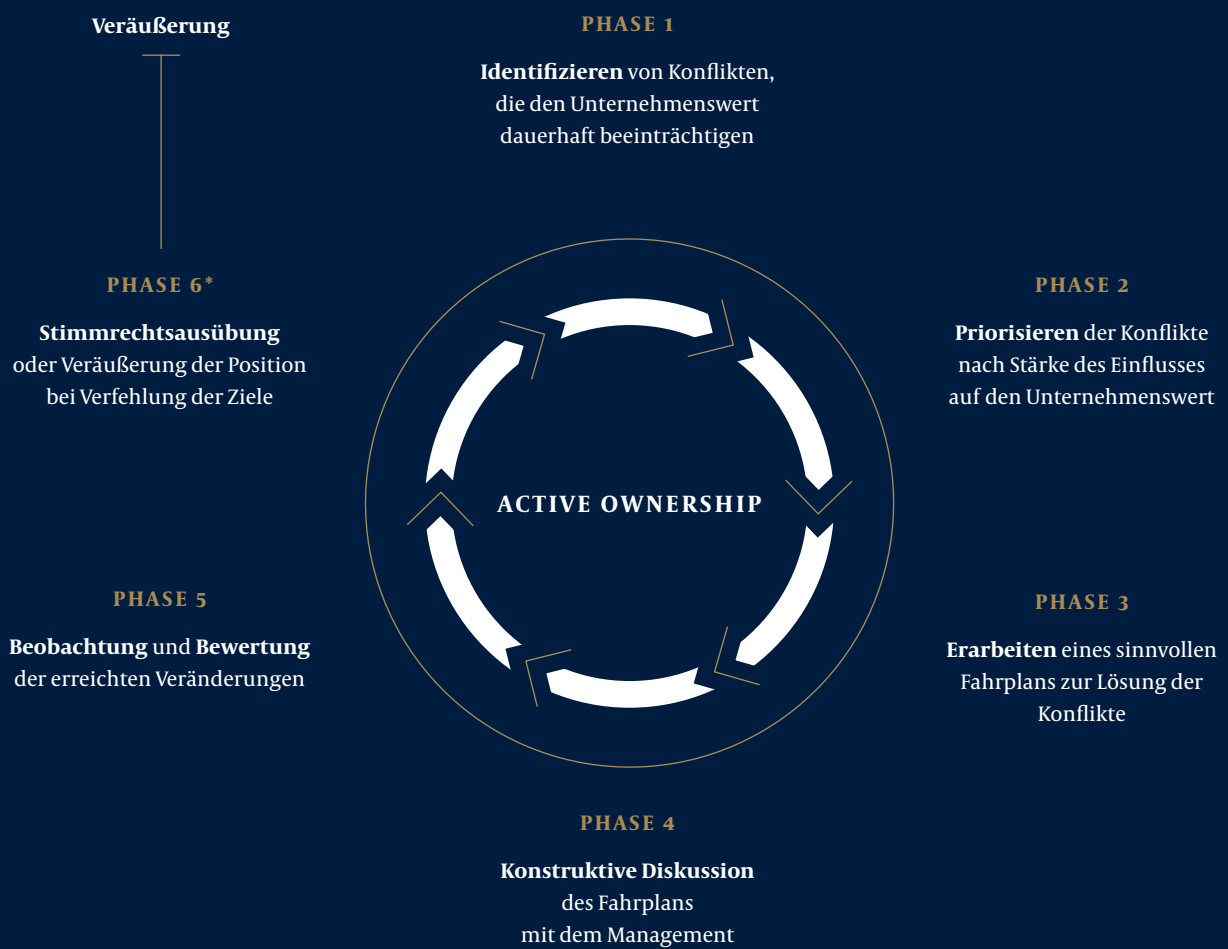 Veräußerung
PHASE 1
Identifizieren von Konflikten,
die den Unternehmenswert
dauerhaft beeinträchtigen
PHASE 2
Priorisieren der Konflikte
nach Stärke des Einflusses
auf den Unternehmenswert
PHASE 3
Erarbeiten eines sinnvollen
Fahrplans zur Lösung der
Konflikte
PHASE 4
Konstruktive Diskussion
des Fahrplans
mit dem Management
PHASE 5
Beobachtung und Bewertung
der erreichten Veränderungen
PHASE 6*
Stimmrechtsausübung
oder Veräußerung der Position
bei Verfehlung der Ziele
ACTIVE OWNERSHIP